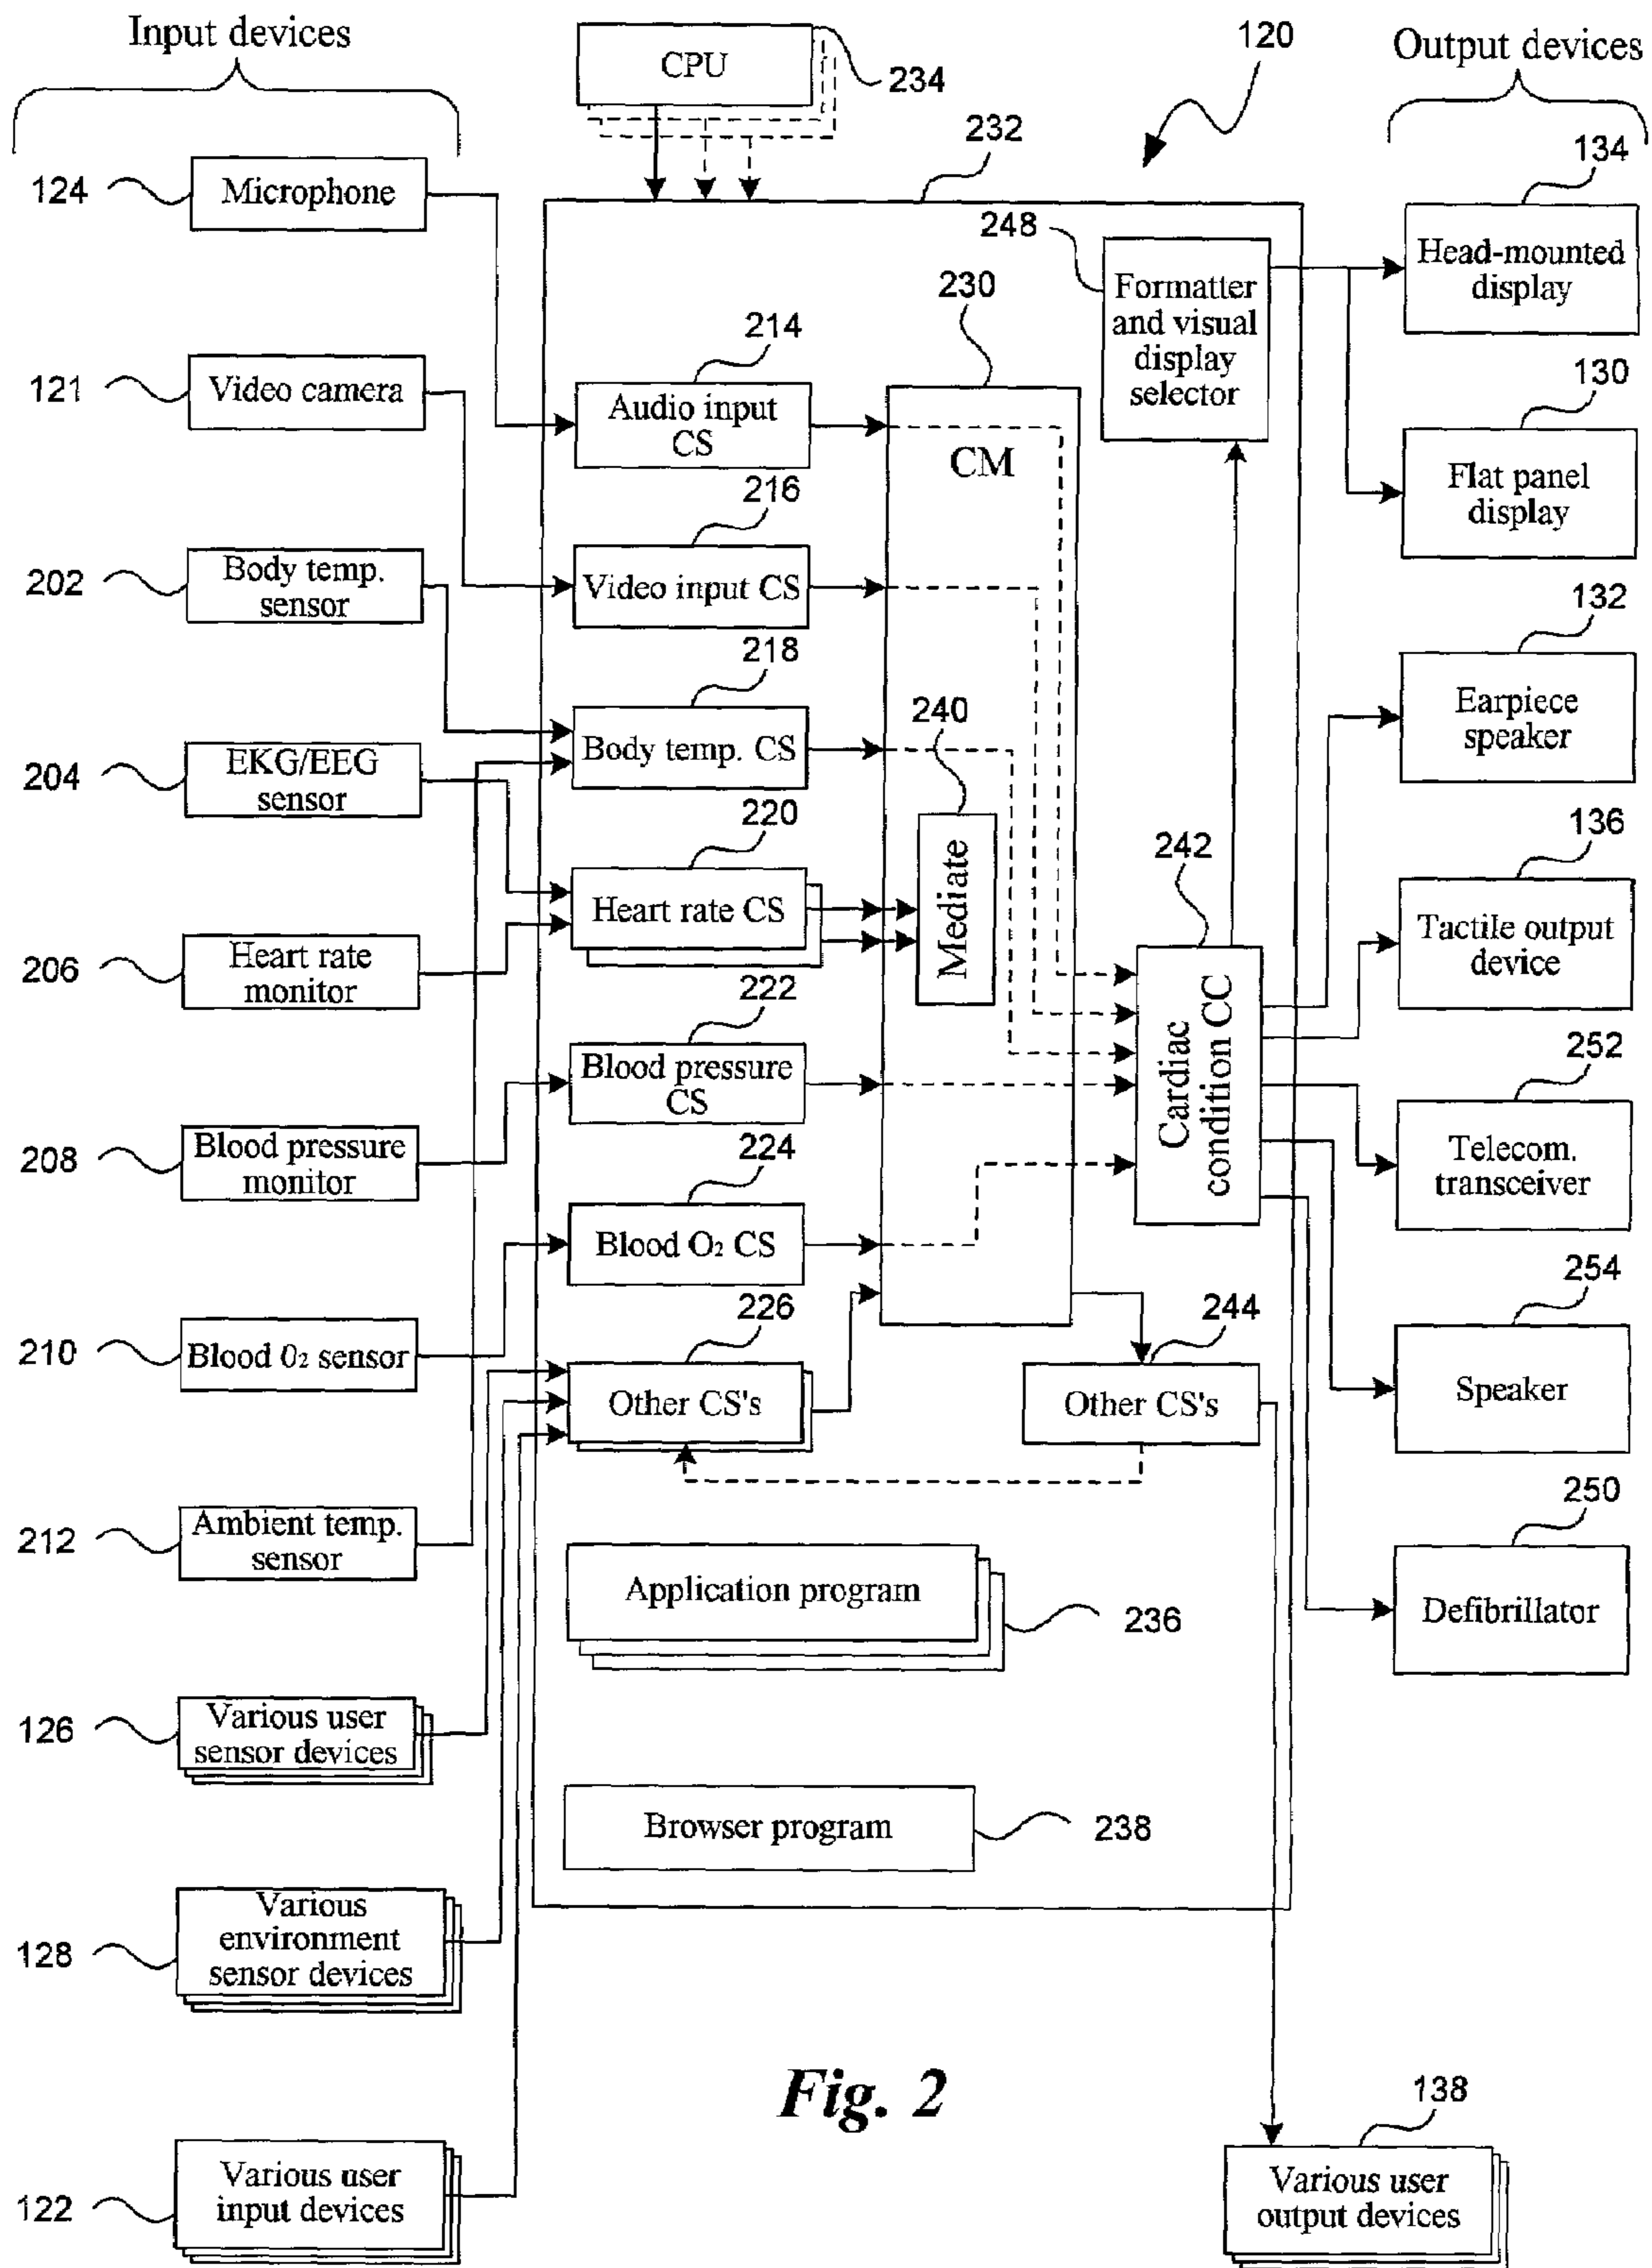 Input devices
Output devices
CPU
234
120
232
134
124
Microphone
248
Head-mounted
display
Formatter
and visual
display
selector
230
214
121
Video camera
130
Audio input
CS
CM
Flat panel
display
216
202
Body temp.
sensor
Video input CS
132
218
Earpiece
speaker
204
EKG/EEG
sensor
Body temp. CS
240
220
136
242
Heart rate CS
Mediate
206
Heart rate
monitor
Tactile output
device
222
Cardiac
condition CC
252
Blood pressure
CS
208
Blood pressure
monitor
Telecom.
transceiver
224
Blood O₂ CS
254
226
244
210
Blood O₂ sensor
Other CS's
Other CS's
Speaker
250
212
Ambient temp.
sensor
Application program
236
Defibrillator
126
Various user
sensor devices
Browser program
238
128
Various
environment
sensor devices
Fig. 2
138
122
Various user
input devices
Various user
output devices